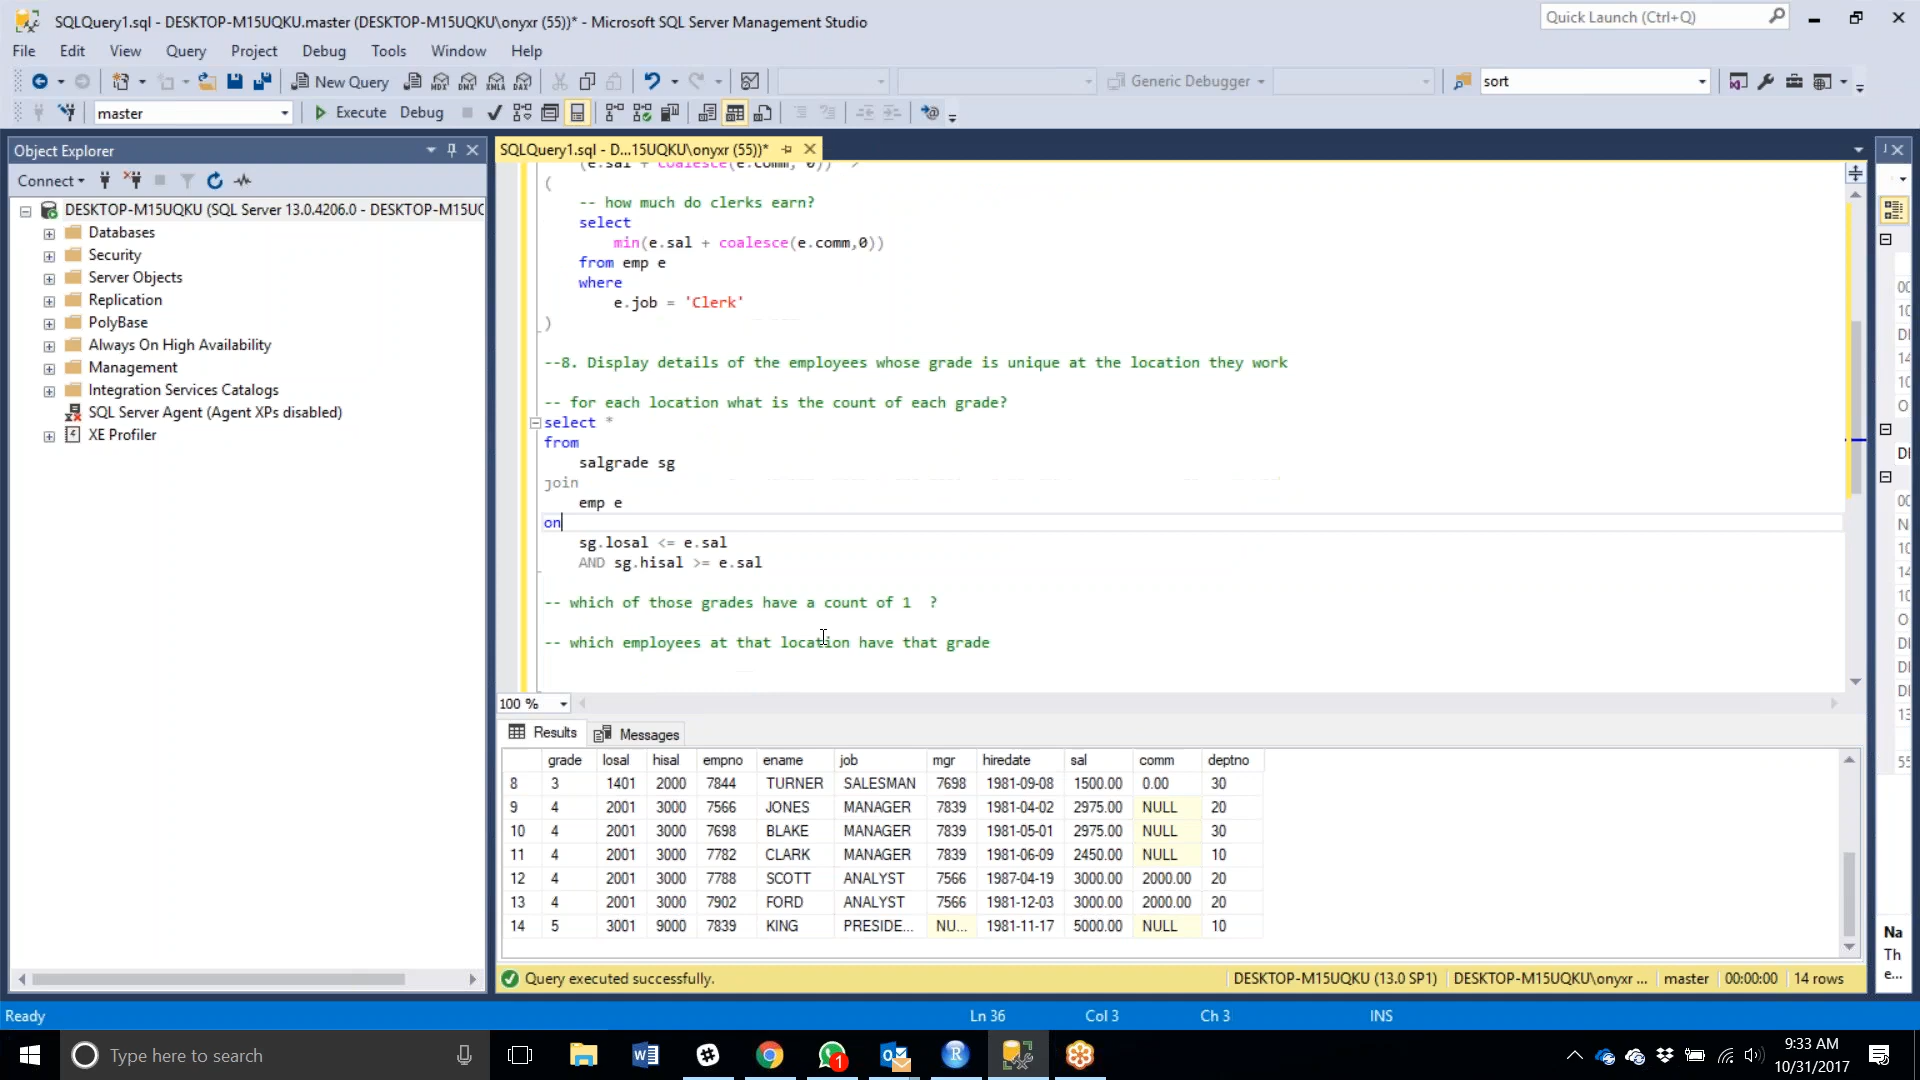 SQLQuery1.sql - DESKTOP-M15UQKU.master (DESKTOP-M15UQKU\onyxr (55))* - Microsoft SQL Server Management Studio
Quick Launch (Ctrl+Q)
File Edit View Query Project Debug Tools Window Help
New Query
MDX DMX XMLA DAX
Generic Debugger
sort
master
Execute Debug
Object Explorer
Connect
DESKTOP-M15UQKU (SQL Server 13.0.4206.0 - DESKTOP-M15UC
Databases
Security
Server Objects
Replication
PolyBase
Always On High Availability
Management
Integration Services Catalogs
SQL Server Agent (Agent XPs disabled)
XE Profiler
SQLQuery1.sql - D...15UQKU\onyxr (55))*
(e.sal + coalesce(e.comm, 0)) >
(
-- how much do clerks earn?
select
min(e.sal + coalesce(e.comm,0))
from emp e
where
e.job = 'Clerk'
)
--8. Display details of the employees whose grade is unique at the location they work
-- for each location what is the count of each grade?
select *
from
salgrade sg
join
emp e
on
sg.losal <= e.sal
AND sg.hisal >= e.sal
-- which of those grades have a count of 1  ?
-- which employees at that location have that grade
100 %
Results Messages
grade losal hisal empno ename job mgr hiredate sal comm deptno
8 3 1401 2000 7844 TURNER SALESMAN 7698 1981-09-08 1500.00 0.00 30
9 4 2001 3000 7566 JONES MANAGER 7839 1981-04-02 2975.00 NULL 20
10 4 2001 3000 7698 BLAKE MANAGER 7839 1981-05-01 2975.00 NULL 30
11 4 2001 3000 7782 CLARK MANAGER 7839 1981-06-09 2450.00 NULL 10
12 4 2001 3000 7788 SCOTT ANALYST 7566 1987-04-19 3000.00 2000.00 20
13 4 2001 3000 7902 FORD ANALYST 7566 1981-12-03 3000.00 2000.00 20
14 5 3001 9000 7839 KING PRESIDE... NU... 1981-11-17 5000.00 NULL 10
Na
Th
e...
Query executed successfully.
DESKTOP-M15UQKU (13.0 SP1) DESKTOP-M15UQKU\onyxr ... master 00:00:00 14 rows
Ready
Ln 36 Col 3 Ch 3 INS
Type here to search
1
9:33 AM
10/31/2017